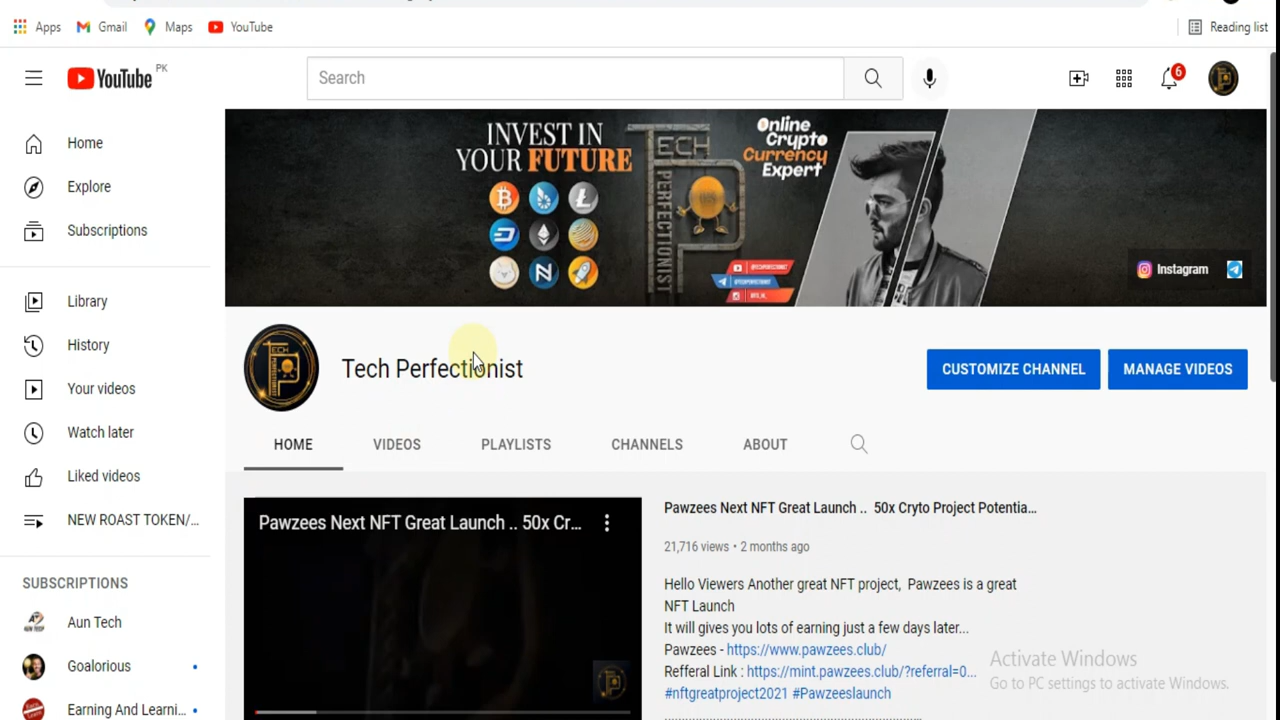 Apps
Gmail
Maps
YouTube
Reading list
YouTube PK
Search
6
INVEST IN
YOUR FUTURE
TECH
PERFECTIONIST
Online
Crypto
Currency
Expert
Instagram
Home
Explore
Subscriptions
Library
History
Your videos
Watch later
Liked videos
NEW ROAST TOKEN/...
SUBSCRIPTIONS
Aun Tech
Goalorious
Earning And Learni...
Tech Perfectionist
CUSTOMIZE CHANNEL
MANAGE VIDEOS
HOME
VIDEOS
PLAYLISTS
CHANNELS
ABOUT
Pawzees Next NFT Great Launch .. 50x Cr...
Pawzees Next NFT Great Launch .. 50x Cryto Project Potentia...
21,716 views • 2 months ago
Hello Viewers Another great NFT project, Pawzees is a great
NFT Launch
It will gives you lots of earning just a few days later...
Pawzees - https://www.pawzees.club/
Refferal Link : https://mint.pawzees.club/?referral=0...
#nftgreatproject2021 #Pawzeeslaunch
Activate Windows
Go to PC settings to activate Windows.